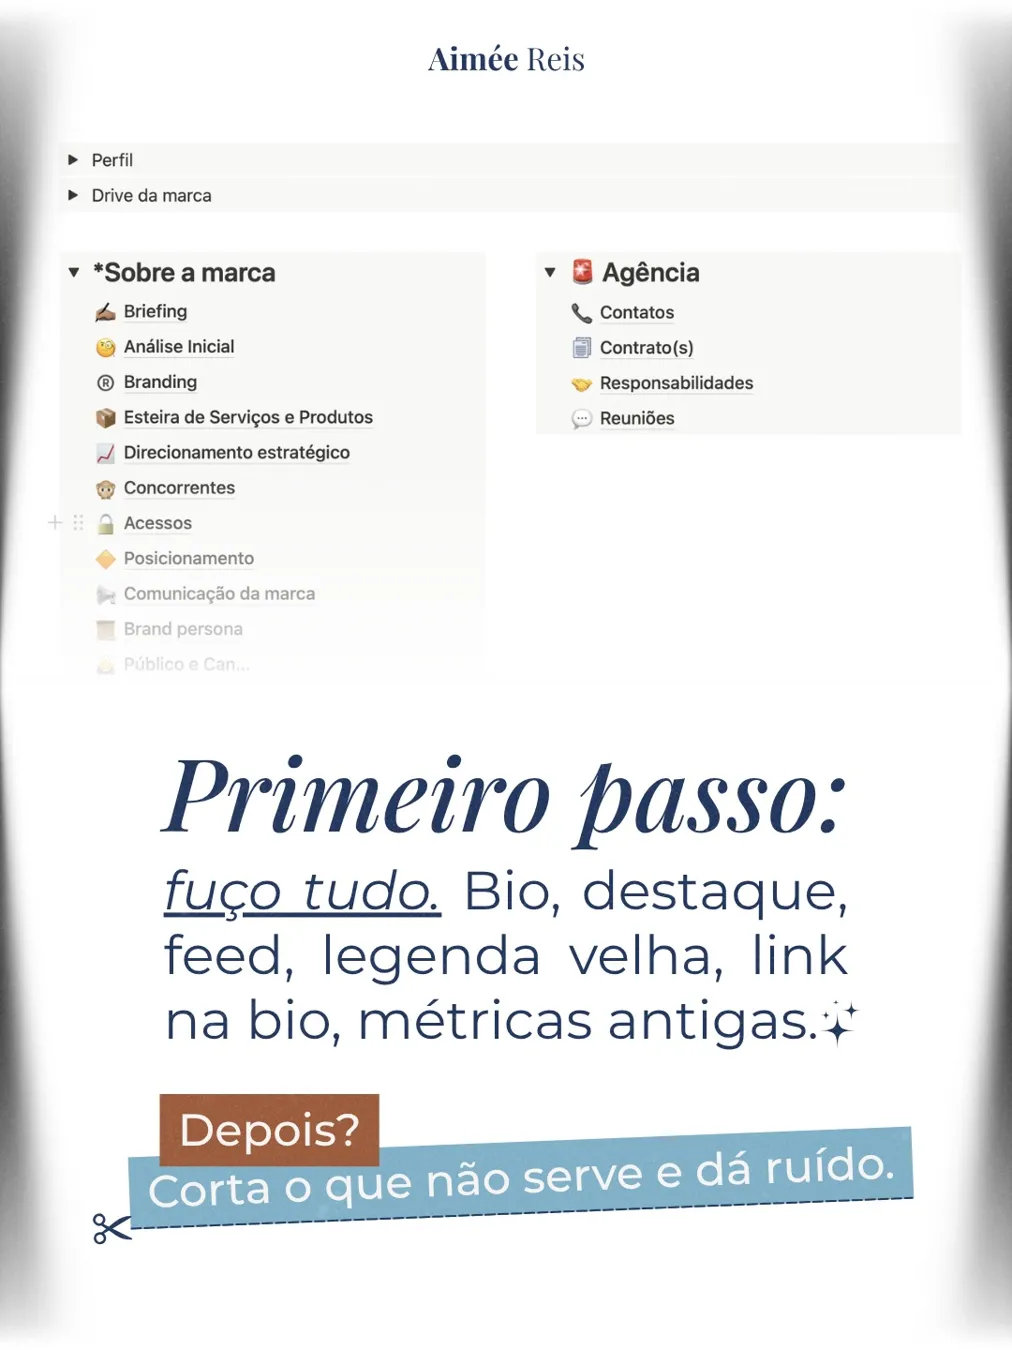 Aimée Reis
Perfil
Drive da marca
*Sobre a marca
Briefing
Análise Inicial
Branding
Esteira de Serviços e Produtos
Direcionamento estratégico
Concorrentes
Acessos
Posicionamento
Comunicação da marca
Brand persona
Público e Can...
Agência
Contatos
Contrato(s)
Responsabilidades
Reuniões
Primeiro passo:
fuço tudo. Bio, destaque,
feed, legenda velha, link
na bio, métricas antigas.
Depois?
Corta o que não serve e dá ruído.